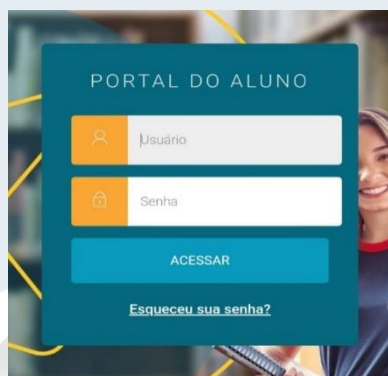 PORTAL DO ALUNO
Usuário
Senha
ACESSAR
Esqueceu sua senha?